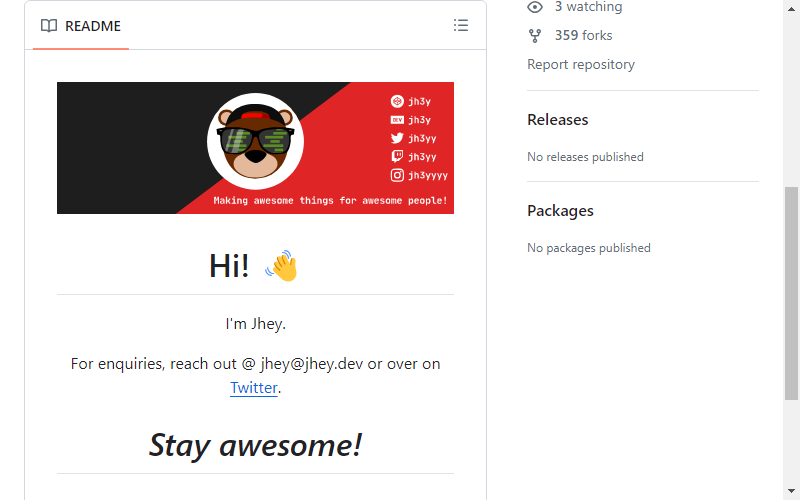 README
jh3y
DEV jh3y
jh3yy
jh3yy
jh3yyyy
Making awesome things for awesome people!
Hi! 👋
I'm Jhey.
For enquiries, reach out @ jhey@jhey.dev or over on
Twitter.
Stay awesome!
3 watching
359 forks
Report repository
Releases
No releases published
Packages
No packages published